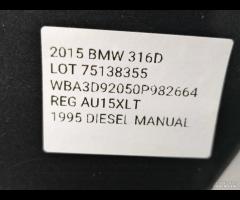 2015 BMW 316D
LOT 75138355
WBA3D92050P982664
REG AU15XLT
1995 DIESEL MANUAL